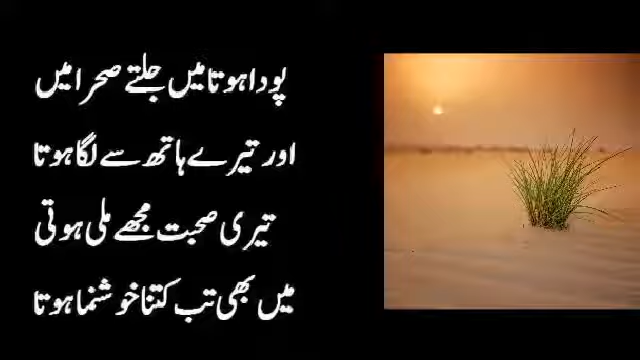 پودا ہوتا میں جلتے صحرا میں
اور تیرے ہاتھ سے لگا ہوتا
تیری صحبت مجھے ملی ہوتی
میں بھی تب کتنا خوشنما ہوتا